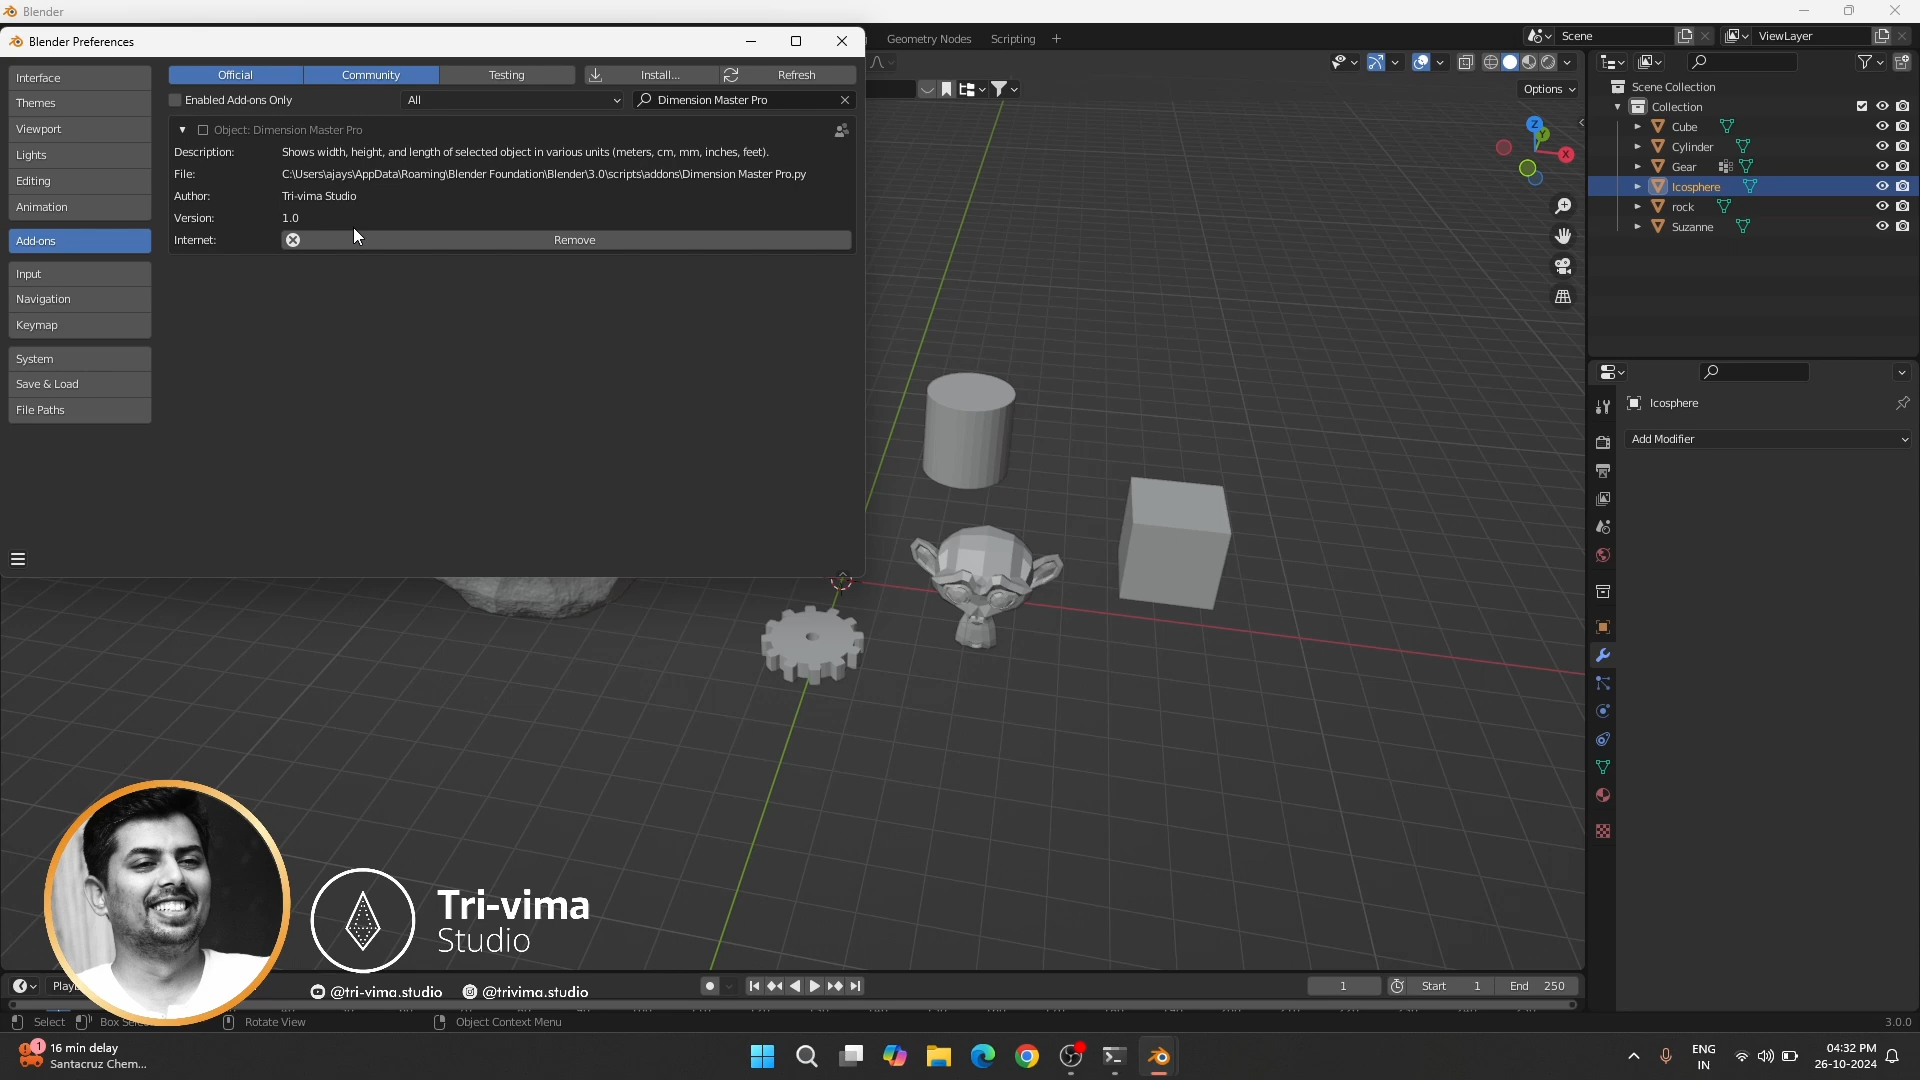 Blender
Blender Preferences
Geometry Nodes
Scripting
Scene
ViewLayer
Interface
Themes
Viewport
Lights
Editing
Animation
Add-ons
Input
Navigation
Keymap
System
Save & Load
File Paths
Official
Community
Testing
Install...
Refresh
Enabled Add-ons Only
All
Dimension Master Pro
Object: Dimension Master Pro
Description: Shows width, height, and length of selected object in various units (meters, cm, mm, inches, feet).
File: C:\Users\ajays\AppData\Roaming\Blender Foundation\Blender\3.0\scripts\addons\Dimension Master Pro.py
Author: Tri-vima Studio
Version: 1.0
Internet: Remove
Options
Z
Y
X
Scene Collection
Collection
Cube
Cylinder
Gear
Icosphere
rock
Suzanne
Icosphere
Add Modifier
Tri-vima
Studio
@tri-vima.studio
@trivima.studio
1
Start 1
End 250
Select
Rotate View
Object Context Menu
3.0.0
1
16 min delay
Santacruz Chem...
ENG
IN
04:32 PM
26-10-2024